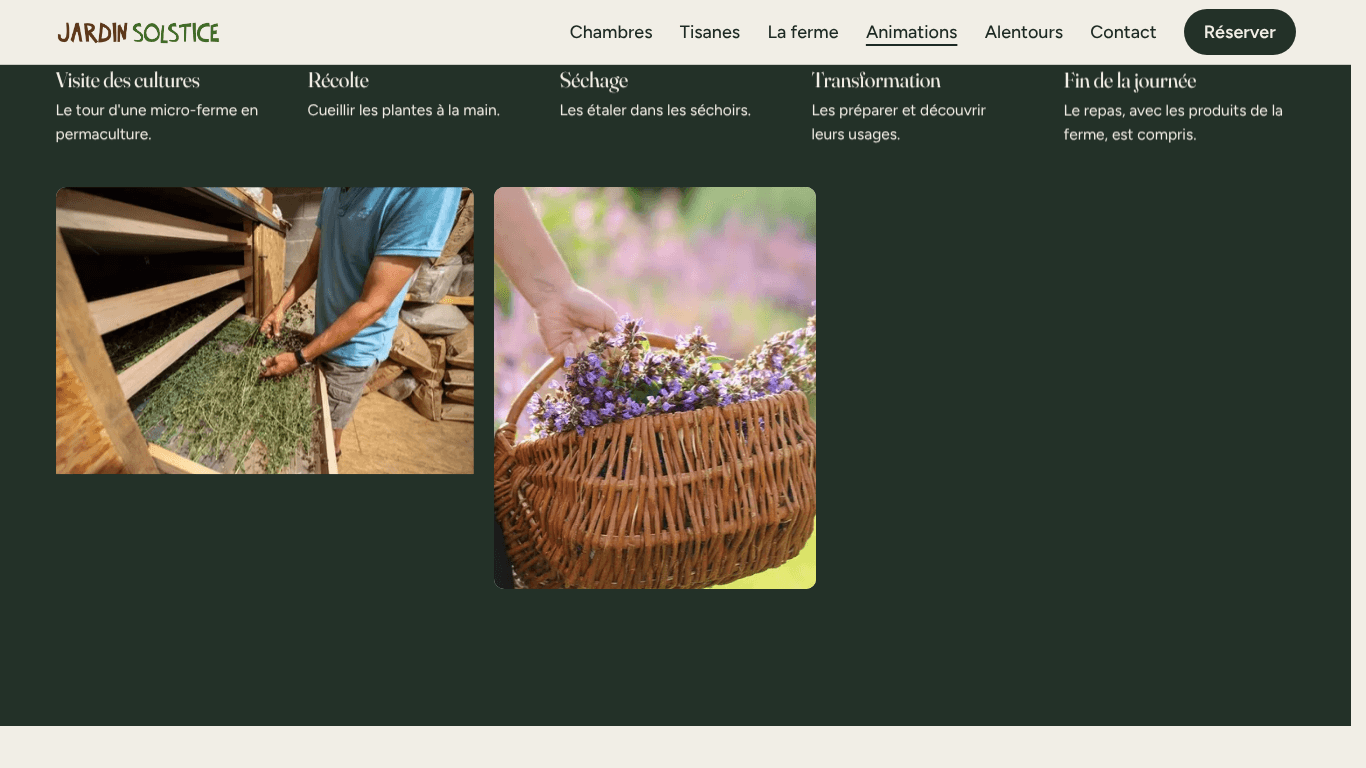 JARDIN SOLSTICE
Chambres
Tisanes
La ferme
Animations
Alentours
Contact
Réserver
Visite des cultures
Le tour d'une micro-ferme en
permaculture.
Récolte
Cueillir les plantes à la main.
Séchage
Les étaler dans les séchoirs.
Transformation
Les préparer et découvrir
leurs usages.
Fin de la journée
Le repas, avec les produits de la
ferme, est compris.